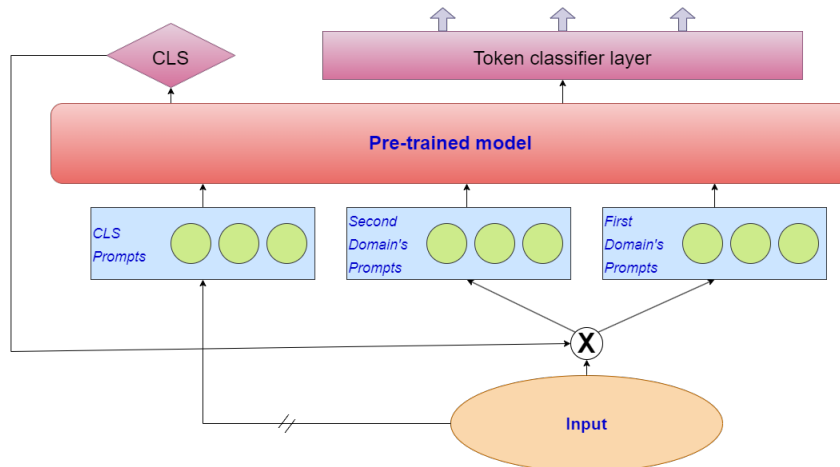 CLS
Token classifier layer
Pre-trained model
CLS
Prompts
Second
Domain's
Prompts
First
Domain's
Prompts
X
Input